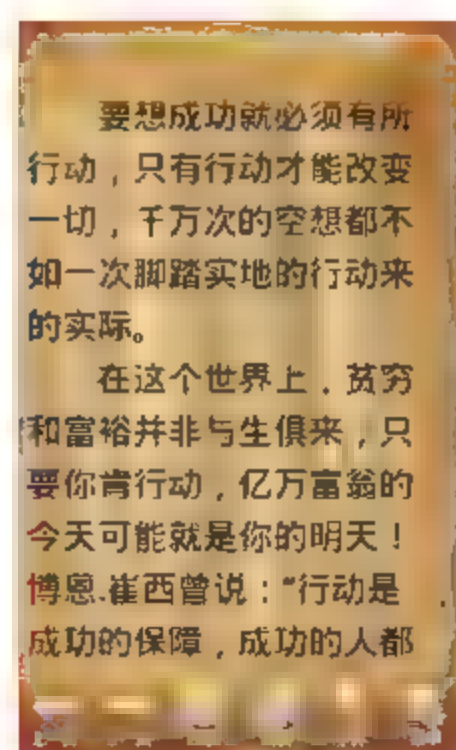 要想成功就必须有所
行动，只有行动才能改变
一切，千万次的空想都不
如一次脚踏实地的行动来
的实际。
在这个世界上，贫穷
和富裕并非与生俱来，只
要你肯行动，亿万富翁的
今天可能就是你的明天！
博恩.崔西曾说：“行动是
成功的保障，成功的人都